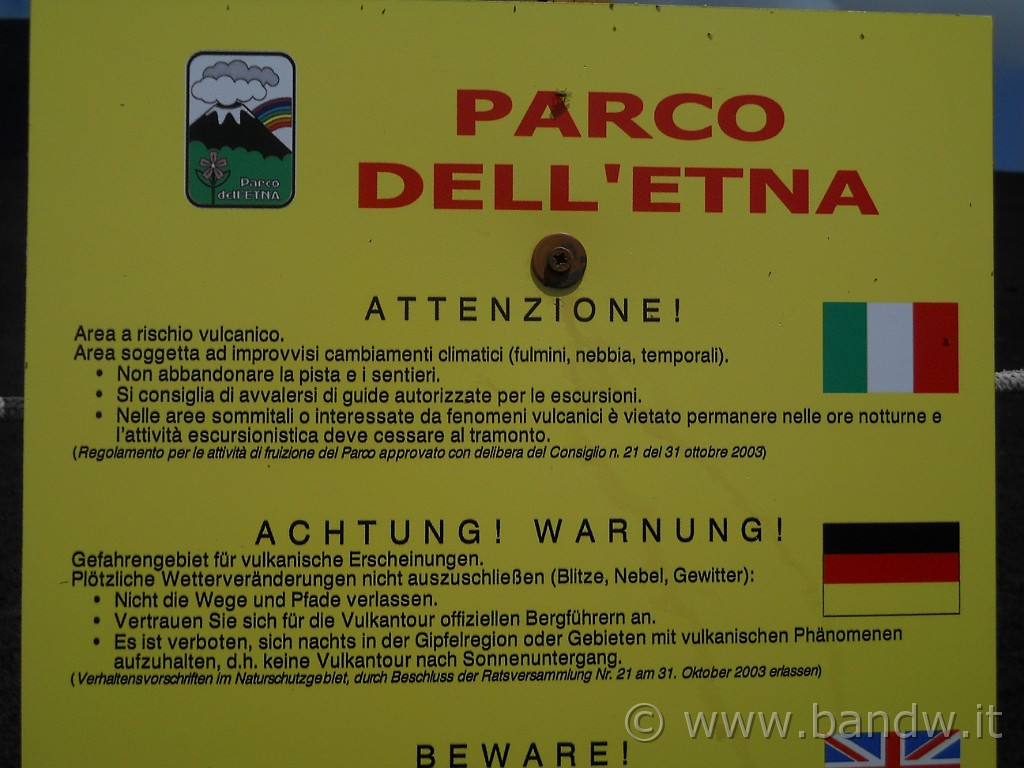 Parco
dell'ETNA
PARCO
DELL'ETNA
ATTENZIONE!
Area a rischio vulcanico.
Area soggetta ad improvvisi cambiamenti climatici (fulmini, nebbia, temporali).
• Non abbandonare la pista e i sentieri.
• Si consiglia di avvalersi di guide autorizzate per le escursioni.
• Nelle aree sommitali o interessate da fenomeni vulcanici è vietato permanere nelle ore notturne e
l'attività escursionistica deve cessare al tramonto.
(Regolamento per le attività di fruizione del Parco approvato con delibera del Consiglio n. 21 del 31 ottobre 2003)
ACHTUNG! WARNUNG!
Gefahrengebiet für vulkanische Erscheinungen.
Plötzliche Wetterveränderungen nicht auszuschließen (Blitze, Nebel, Gewitter):
• Nicht die Wege und Pfade verlassen.
• Vertrauen Sie sich für die Vulkantour offiziellen Bergführern an.
• Es ist verboten, sich nachts in der Gipfelregion oder Gebieten mit vulkanischen Phänomenen
aufzuhalten, d.h. keine Vulkantour nach Sonnenuntergang.
(Verhaltensvorschriften im Naturschutzgebiet, durch Beschluss der Ratsversammlung Nr. 21 am 31. Oktober 2003 erlassen)
BEWARE!
© www.bandw.it